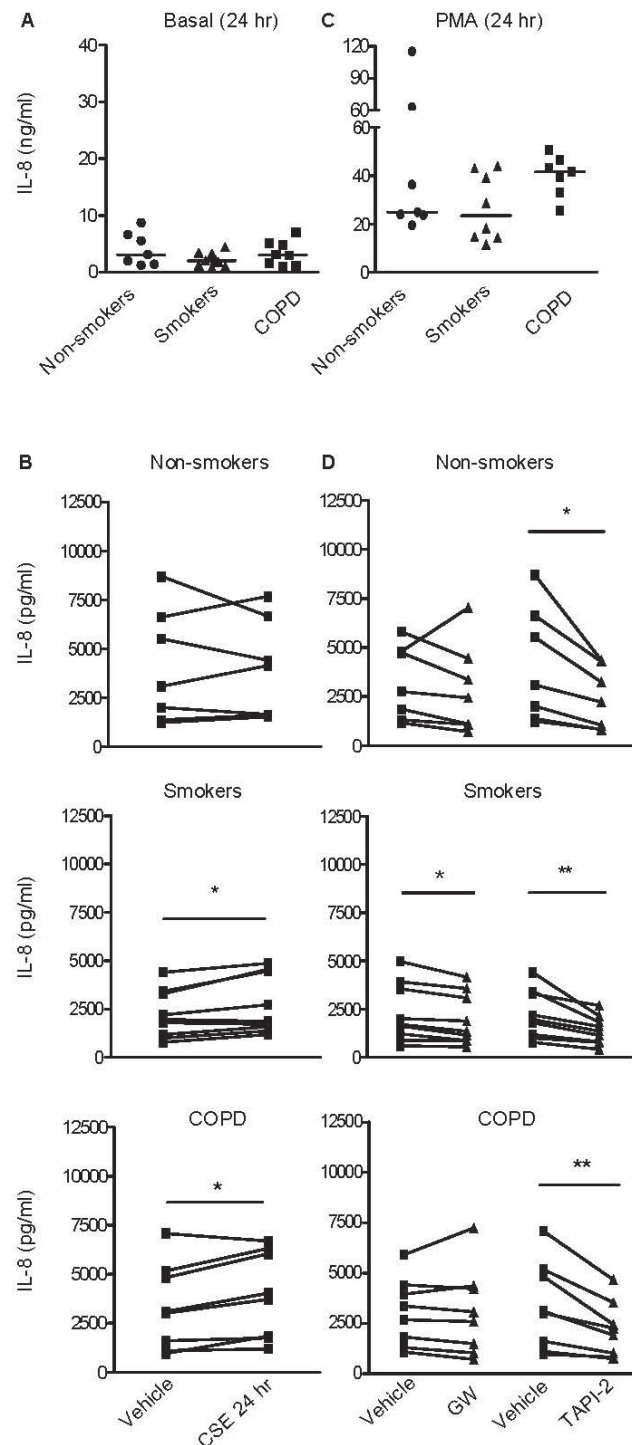 A
Basal (24 hr)
IL-8 (ng/ml)
40
30
20
10
0
Non-smokers
Smokers
COPD
C
PMA (24 hr)
120
90
60
60
40
20
0
Non-smokers
Smokers
COPD
B
Non-smokers
IL-8 (pg/ml)
12500
10000
7500
5000
2500
0
D
Non-smokers
12500
10000
7500
5000
2500
0
*
Smokers
IL-8 (pg/ml)
12500
10000
7500
5000
2500
0
*
Smokers
12500
10000
7500
5000
2500
0
*
**
COPD
IL-8 (pg/ml)
12500
10000
7500
5000
2500
0
*
Vehicle
CSE 24 hr
COPD
12500
10000
7500
5000
2500
0
**
Vehicle
GW
Vehicle
TAPI-2